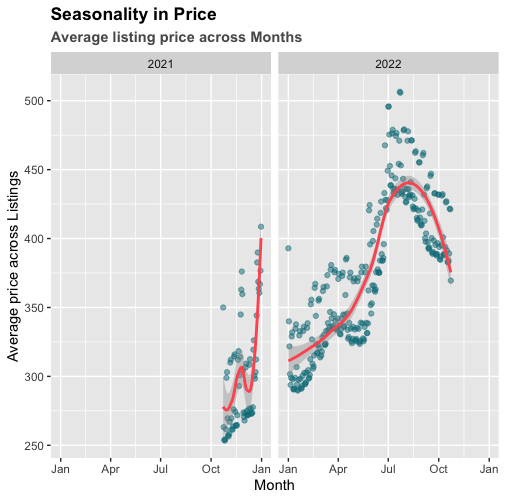 Seasonality in Price
Average listing price across Months
2021
2022
500
450
400
350
300
250
Average price across Listings
Jan Apr Jul Oct Jan
Jan Apr Jul Oct Jan
Month